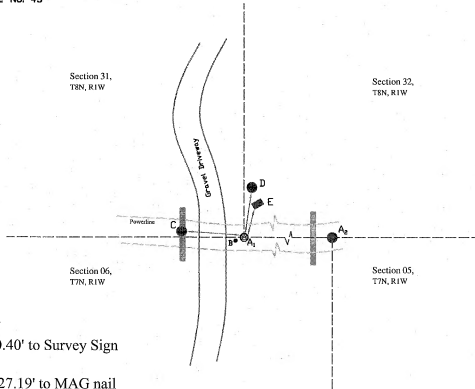 Section 31,
T8N, R1W
Section 32,
T8N, R1W
Gravel Driveway
D
E
Powerline
C
B
A1
A2
Section 06,
T7N, R1W
Section 05,
T7N, R1W
.40' to Survey Sign
27.19' to MAG nail